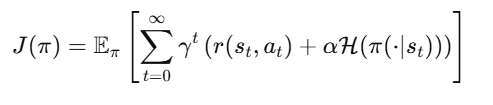 J(π) = 𝔼_π [ ∑_{t=0}^{∞} γ^t (r(s_t, a_t) + αℋ(π(·|s_t))) ]